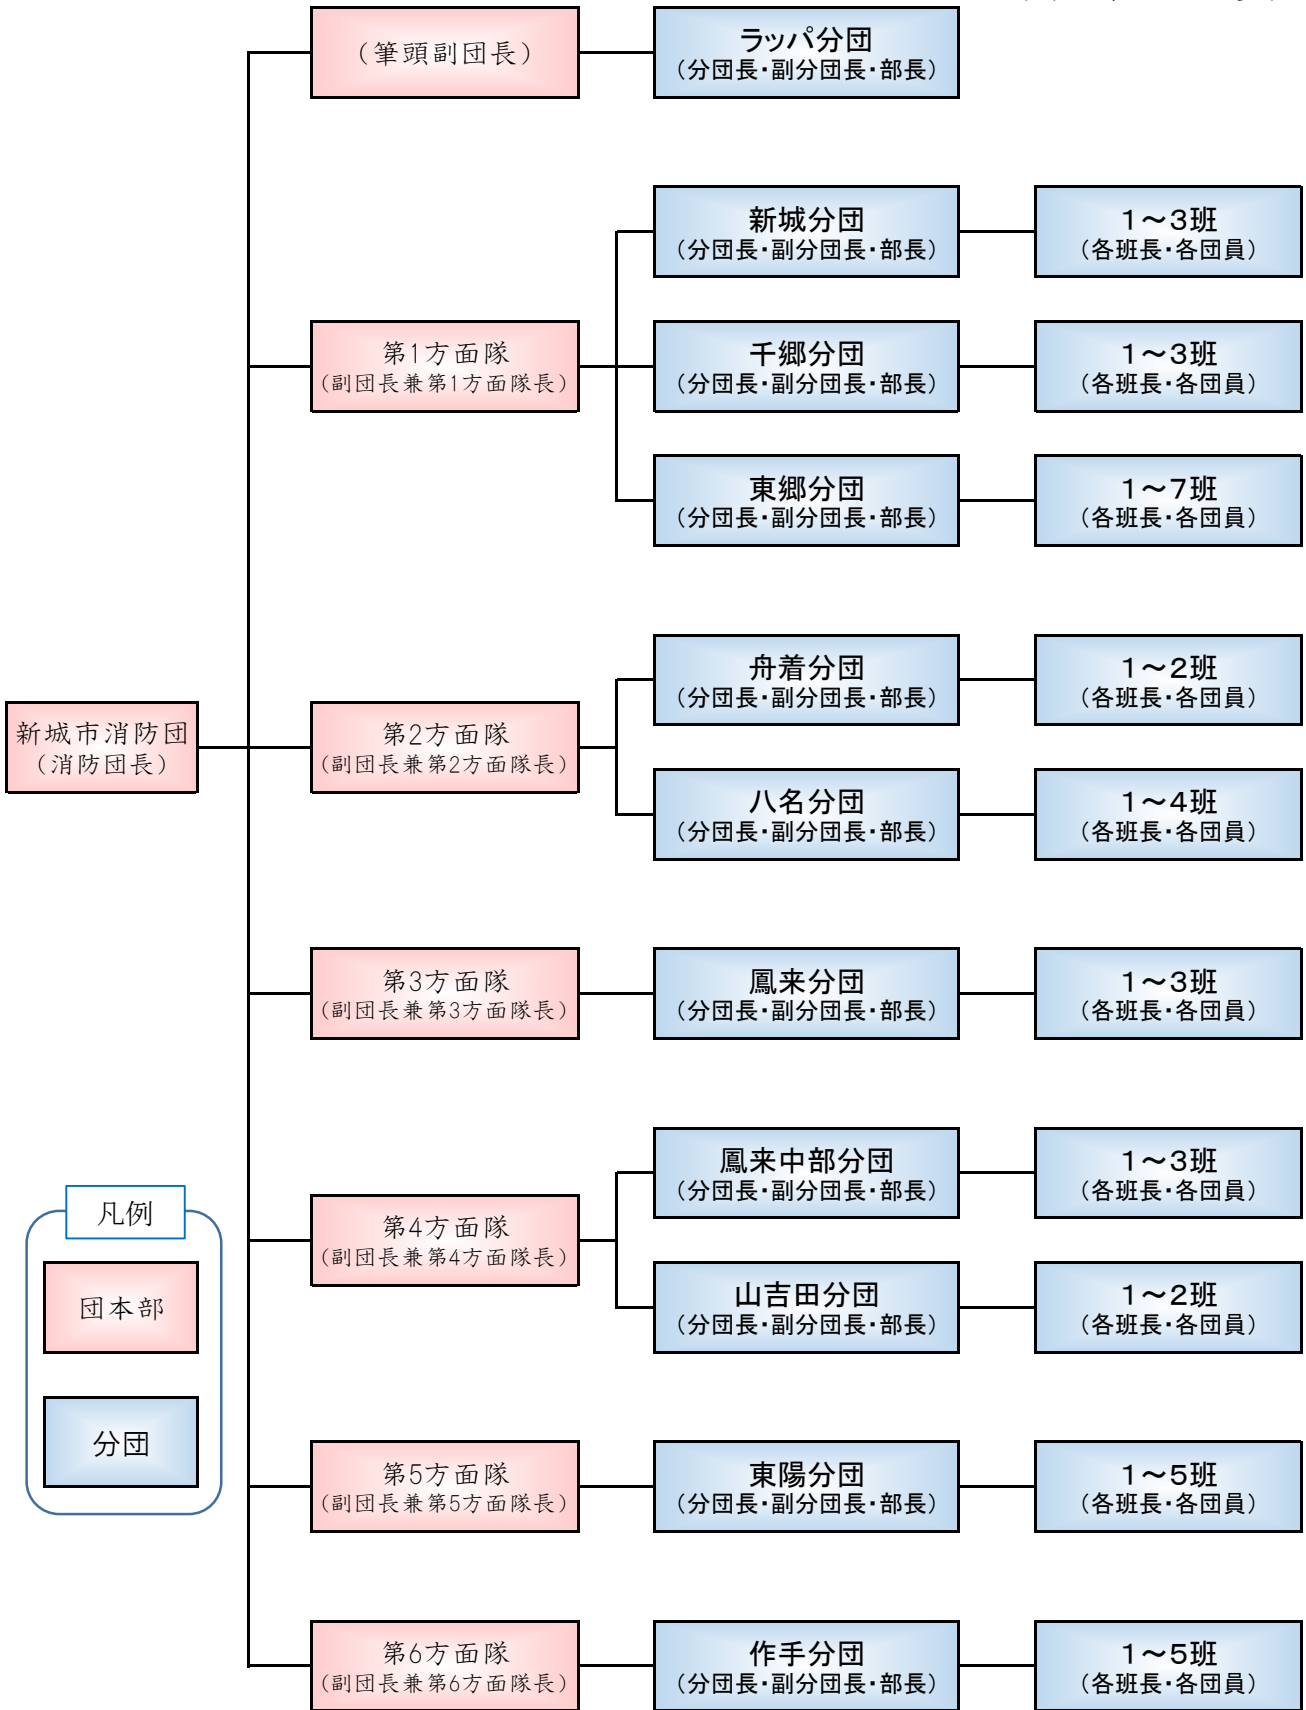 （筆頭副団長）
ラッパ分団
（分団長・副分団長・部長）
新城分団
（分団長・副分団長・部長）
1～3班
（各班長・各団員）
第1方面隊
（副団長兼第1方面隊長）
千郷分団
（分団長・副分団長・部長）
1～3班
（各班長・各団員）
東郷分団
（分団長・副分団長・部長）
1～7班
（各班長・各団員）
舟着分団
（分団長・副分団長・部長）
1～2班
（各班長・各団員）
新城市消防団
（消防団長）
第2方面隊
（副団長兼第2方面隊長）
八名分団
（分団長・副分団長・部長）
1～4班
（各班長・各団員）
第3方面隊
（副団長兼第3方面隊長）
鳳来分団
（分団長・副分団長・部長）
1～3班
（各班長・各団員）
鳳来中部分団
（分団長・副分団長・部長）
1～3班
（各班長・各団員）
第4方面隊
（副団長兼第4方面隊長）
山吉田分団
（分団長・副分団長・部長）
1～2班
（各班長・各団員）
第5方面隊
（副団長兼第5方面隊長）
東陽分団
（分団長・副分団長・部長）
1～5班
（各班長・各団員）
第6方面隊
（副団長兼第6方面隊長）
作手分団
（分団長・副分団長・部長）
1～5班
（各班長・各団員）
凡例
団本部
分団